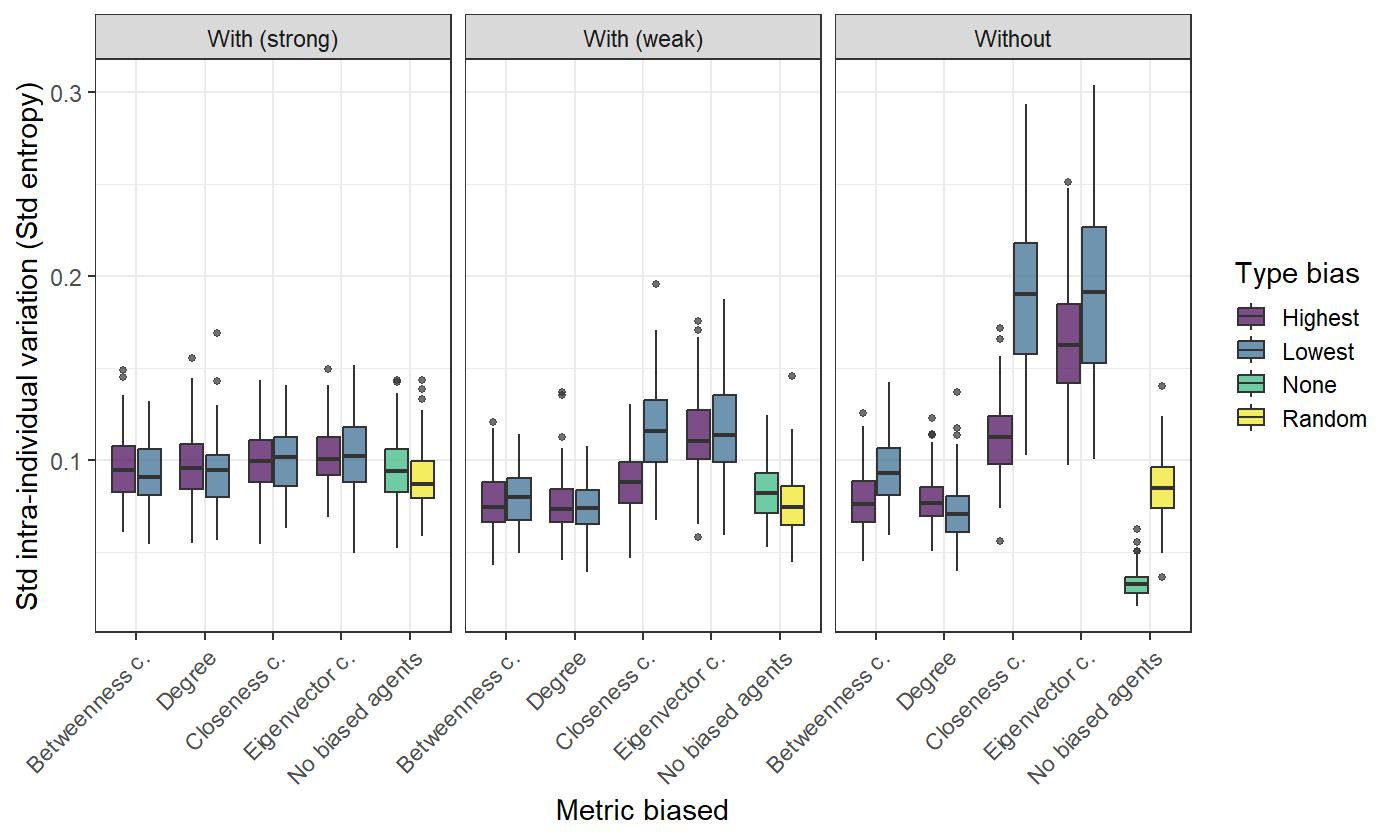 With (strong)
With (weak)
Without
Std intra-individual variation (Std entropy)
0.3
0.2
0.1
Betweenness c.
Degree
Closeness c.
Eigenvector c.
No biased agents
Betweenness c.
Degree
Closeness c.
Eigenvector c.
No biased agents
Betweenness c.
Degree
Closeness c.
Eigenvector c.
No biased agents
Metric biased
Type bias
Highest
Lowest
None
Random